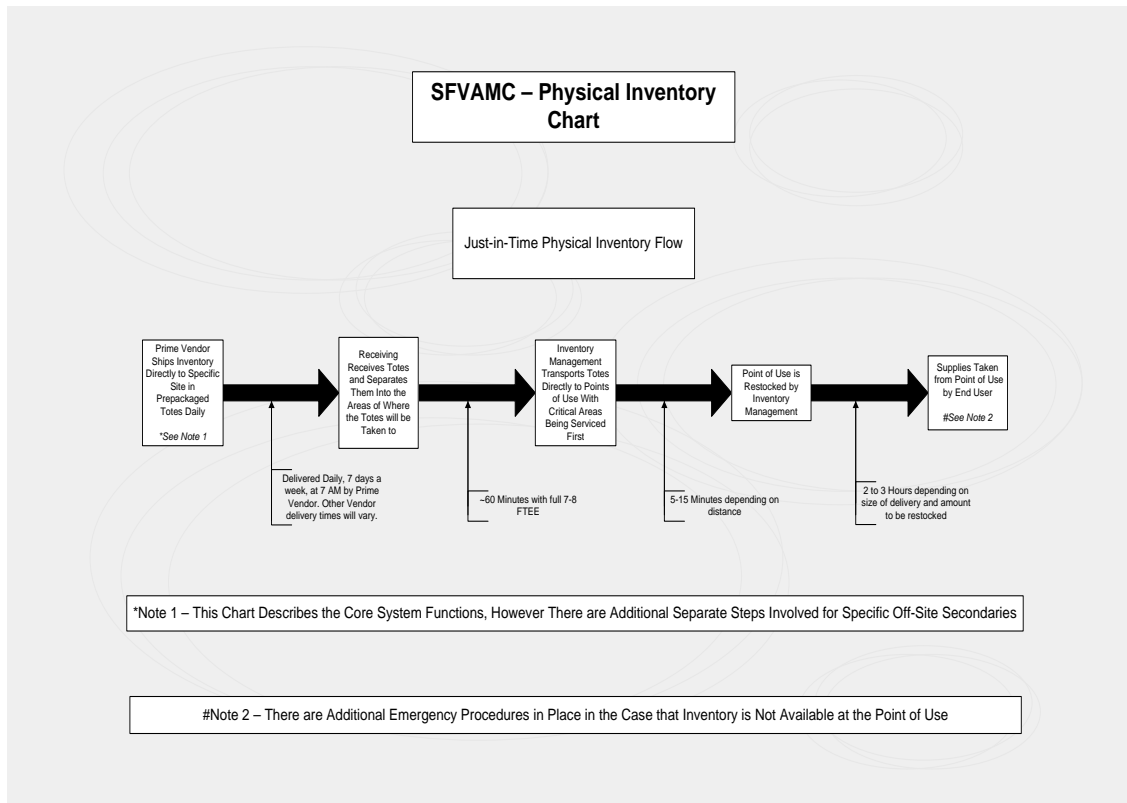 SFVAMC – Physical Inventory
Chart
Just-in-Time Physical Inventory Flow
Prime Vendor
Ships Inventory
Directly to Specific
Site in
Prepackaged
Totes Daily
*See Note 1
Receiving
Receives Totes
and Separates
Them Into the
Areas of Where
the Totes will be
Taken to
Inventory
Management
Transports Totes
Directly to Points
of Use With
Critical Areas
Being Serviced
First
Point of Use is
Restocked by
Inventory
Management
Supplies Taken
from Point of Use
by End User
#See Note 2
Delivered Daily, 7 days a
week, at 7 AM by Prime
Vendor. Other Vendor
delivery times will vary.
~60 Minutes with full 7-8
FTEE
5-15 Minutes depending on
distance
2 to 3 Hours depending on
size of delivery and amount
to be restocked
*Note 1 – This Chart Describes the Core System Functions, However There are Additional Separate Steps Involved for Specific Off-Site Secondaries
#Note 2 – There are Additional Emergency Procedures in Place in the Case that Inventory is Not Available at the Point of Use